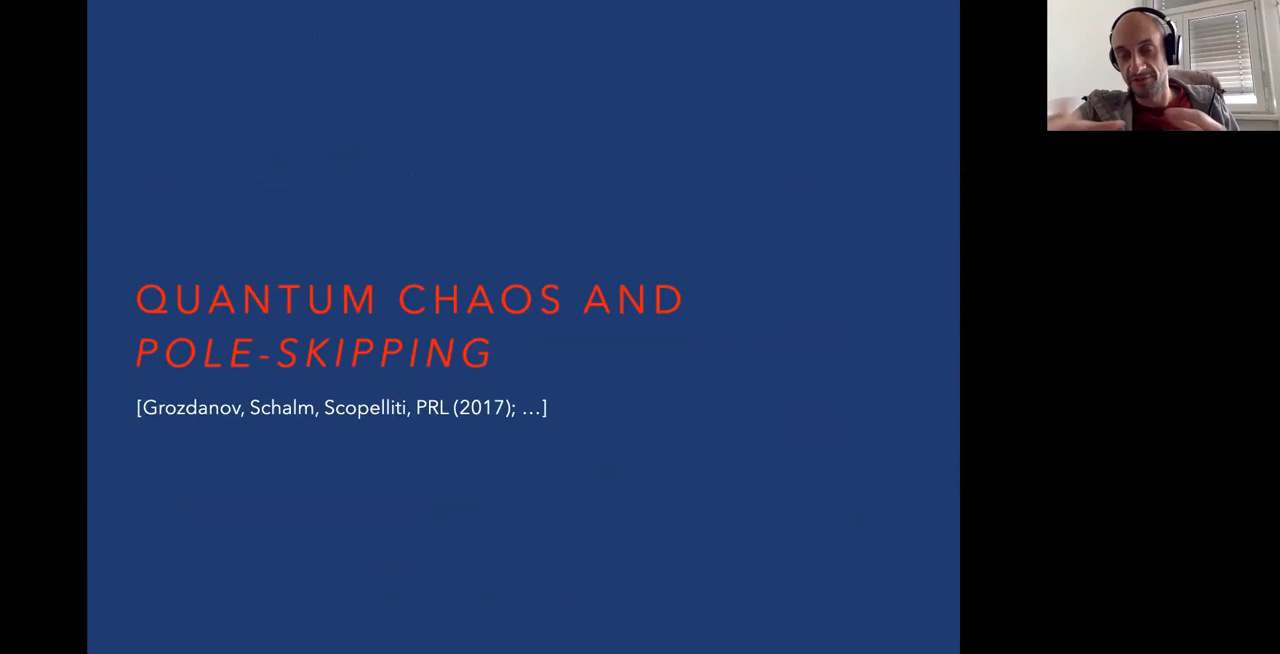 QUANTUM CHAOS AND
POLE-SKIPPING
[Grozdanov, Schalm, Scopelliti, PRL (2017); …]